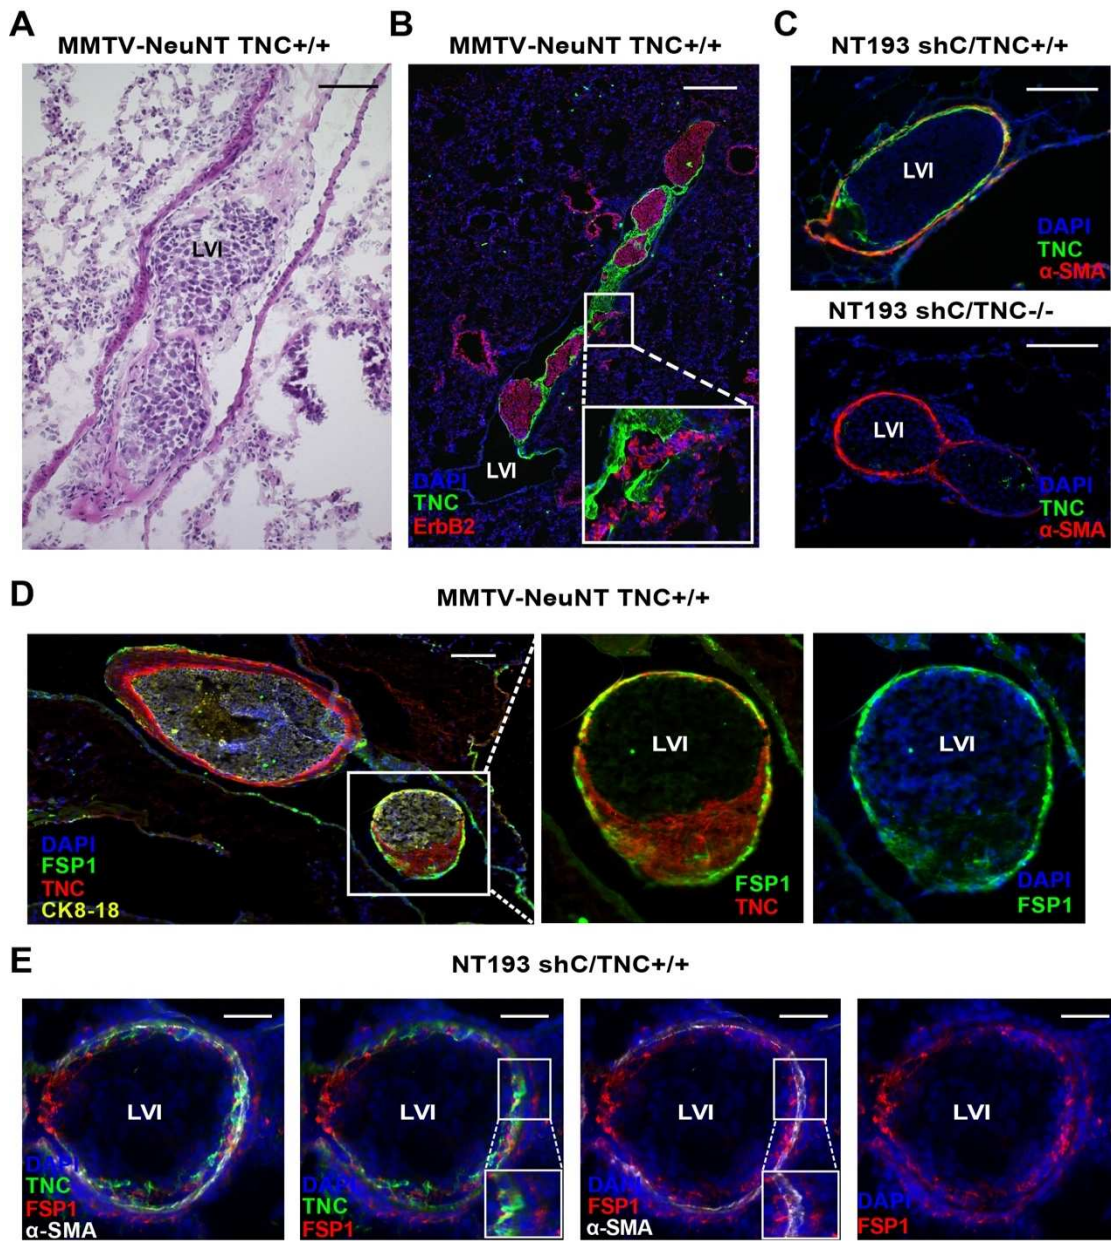 A
MMTV-NeuNT TNC+/+
LVI
B
MMTV-NeuNT TNC+/+
LVI
DAPI
TNC
ErbB2
C
NT193 shC/TNC+/+
LVI
DAPI
TNC
α-SMA
NT193 shC/TNC-/-
LVI
DAPI
TNC
α-SMA
D
MMTV-NeuNT TNC+/+
DAPI
FSP1
TNC
CK8-18
LVI
FSP1
TNC
LVI
DAPI
FSP1
E
NT193 shC/TNC+/+
LVI
DAPI
TNC
FSP1
α-SMA
LVI
DAPI
TNC
FSP1
LVI
DAPI
FSP1
α-SMA
LVI
DAPI
FSP1